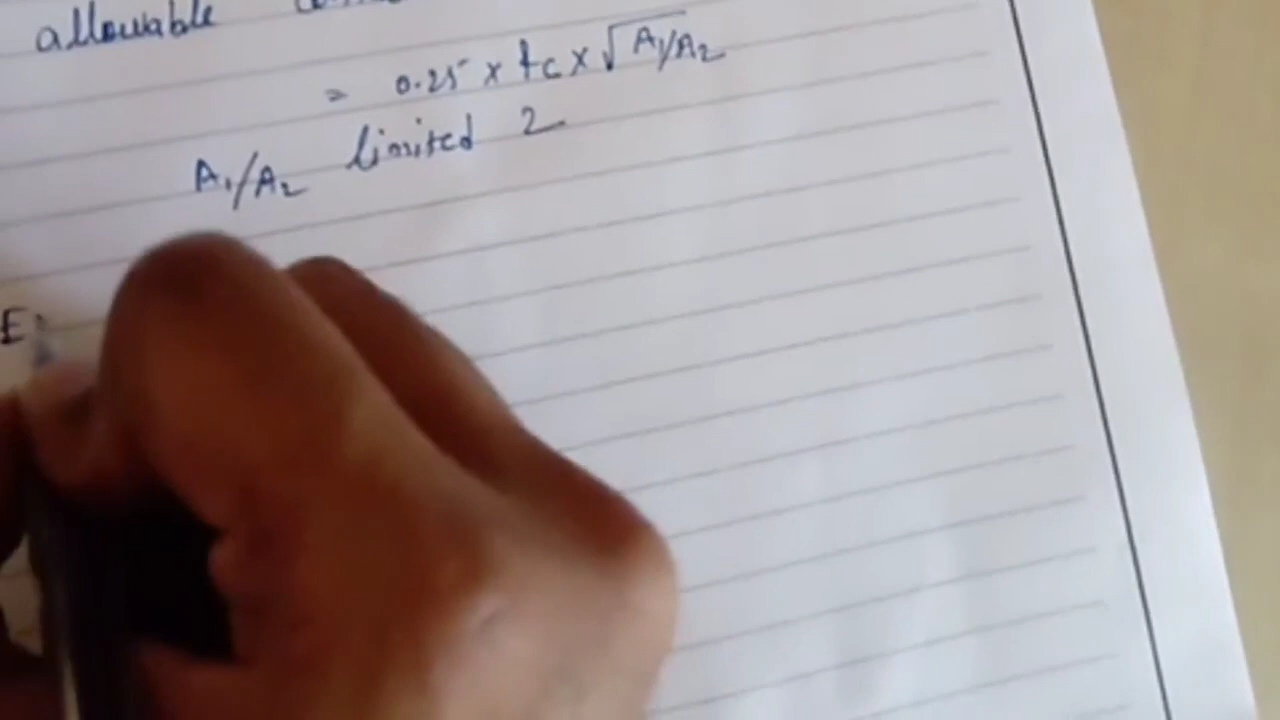 allowable
= 0.25 × fc × √A1/A2
A1/A2 limited 2
E